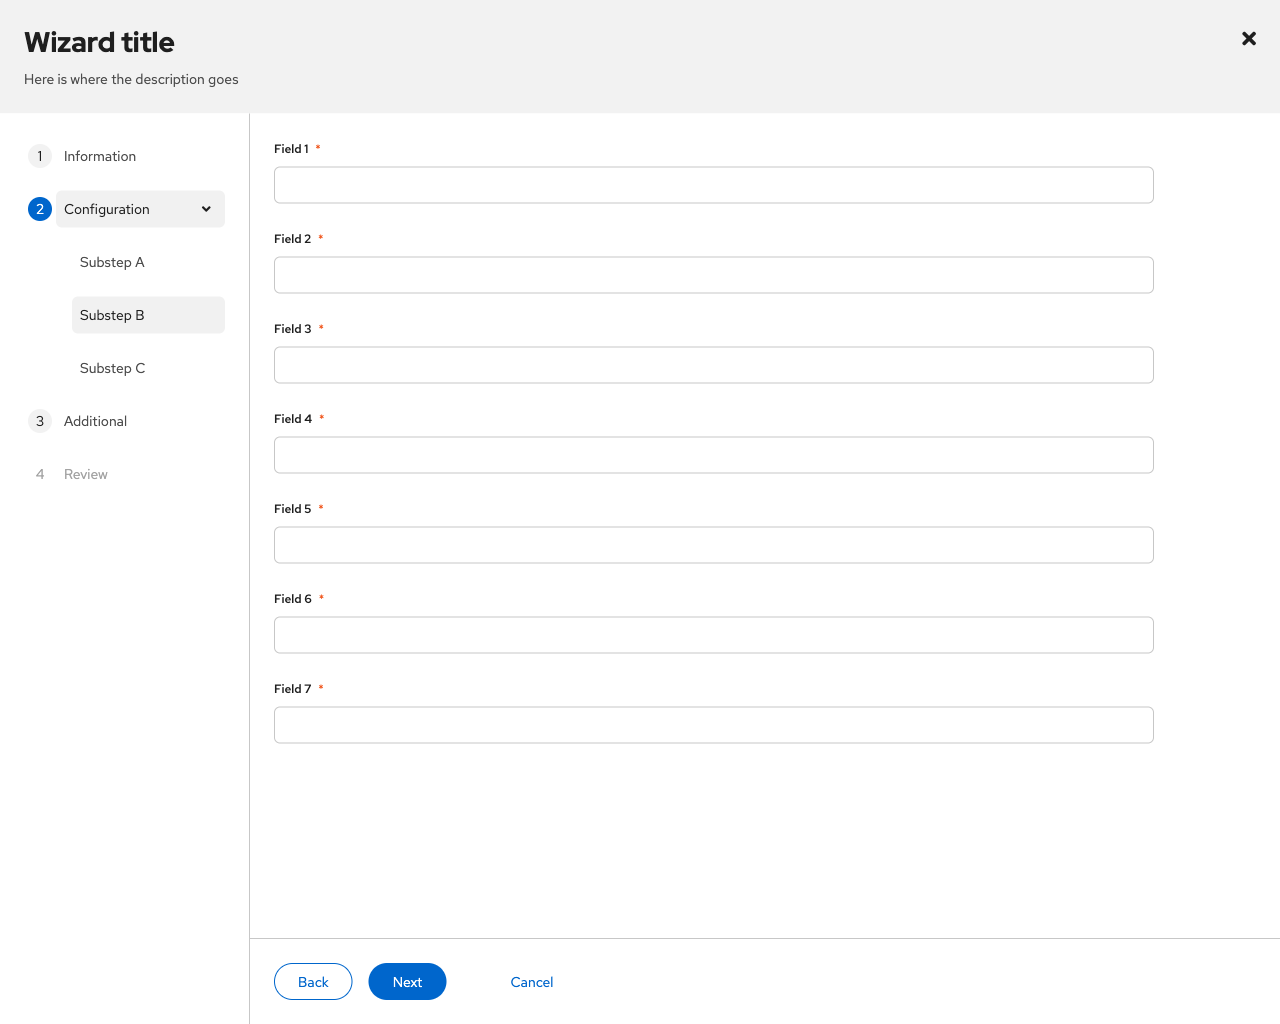 Wizard title
Here is where the description goes
1 Information
2 Configuration
Substep A
Substep B
Substep C
3 Additional
4 Review
Field 1 *
Field 2 *
Field 3 *
Field 4 *
Field 5 *
Field 6 *
Field 7 *
Back Next Cancel